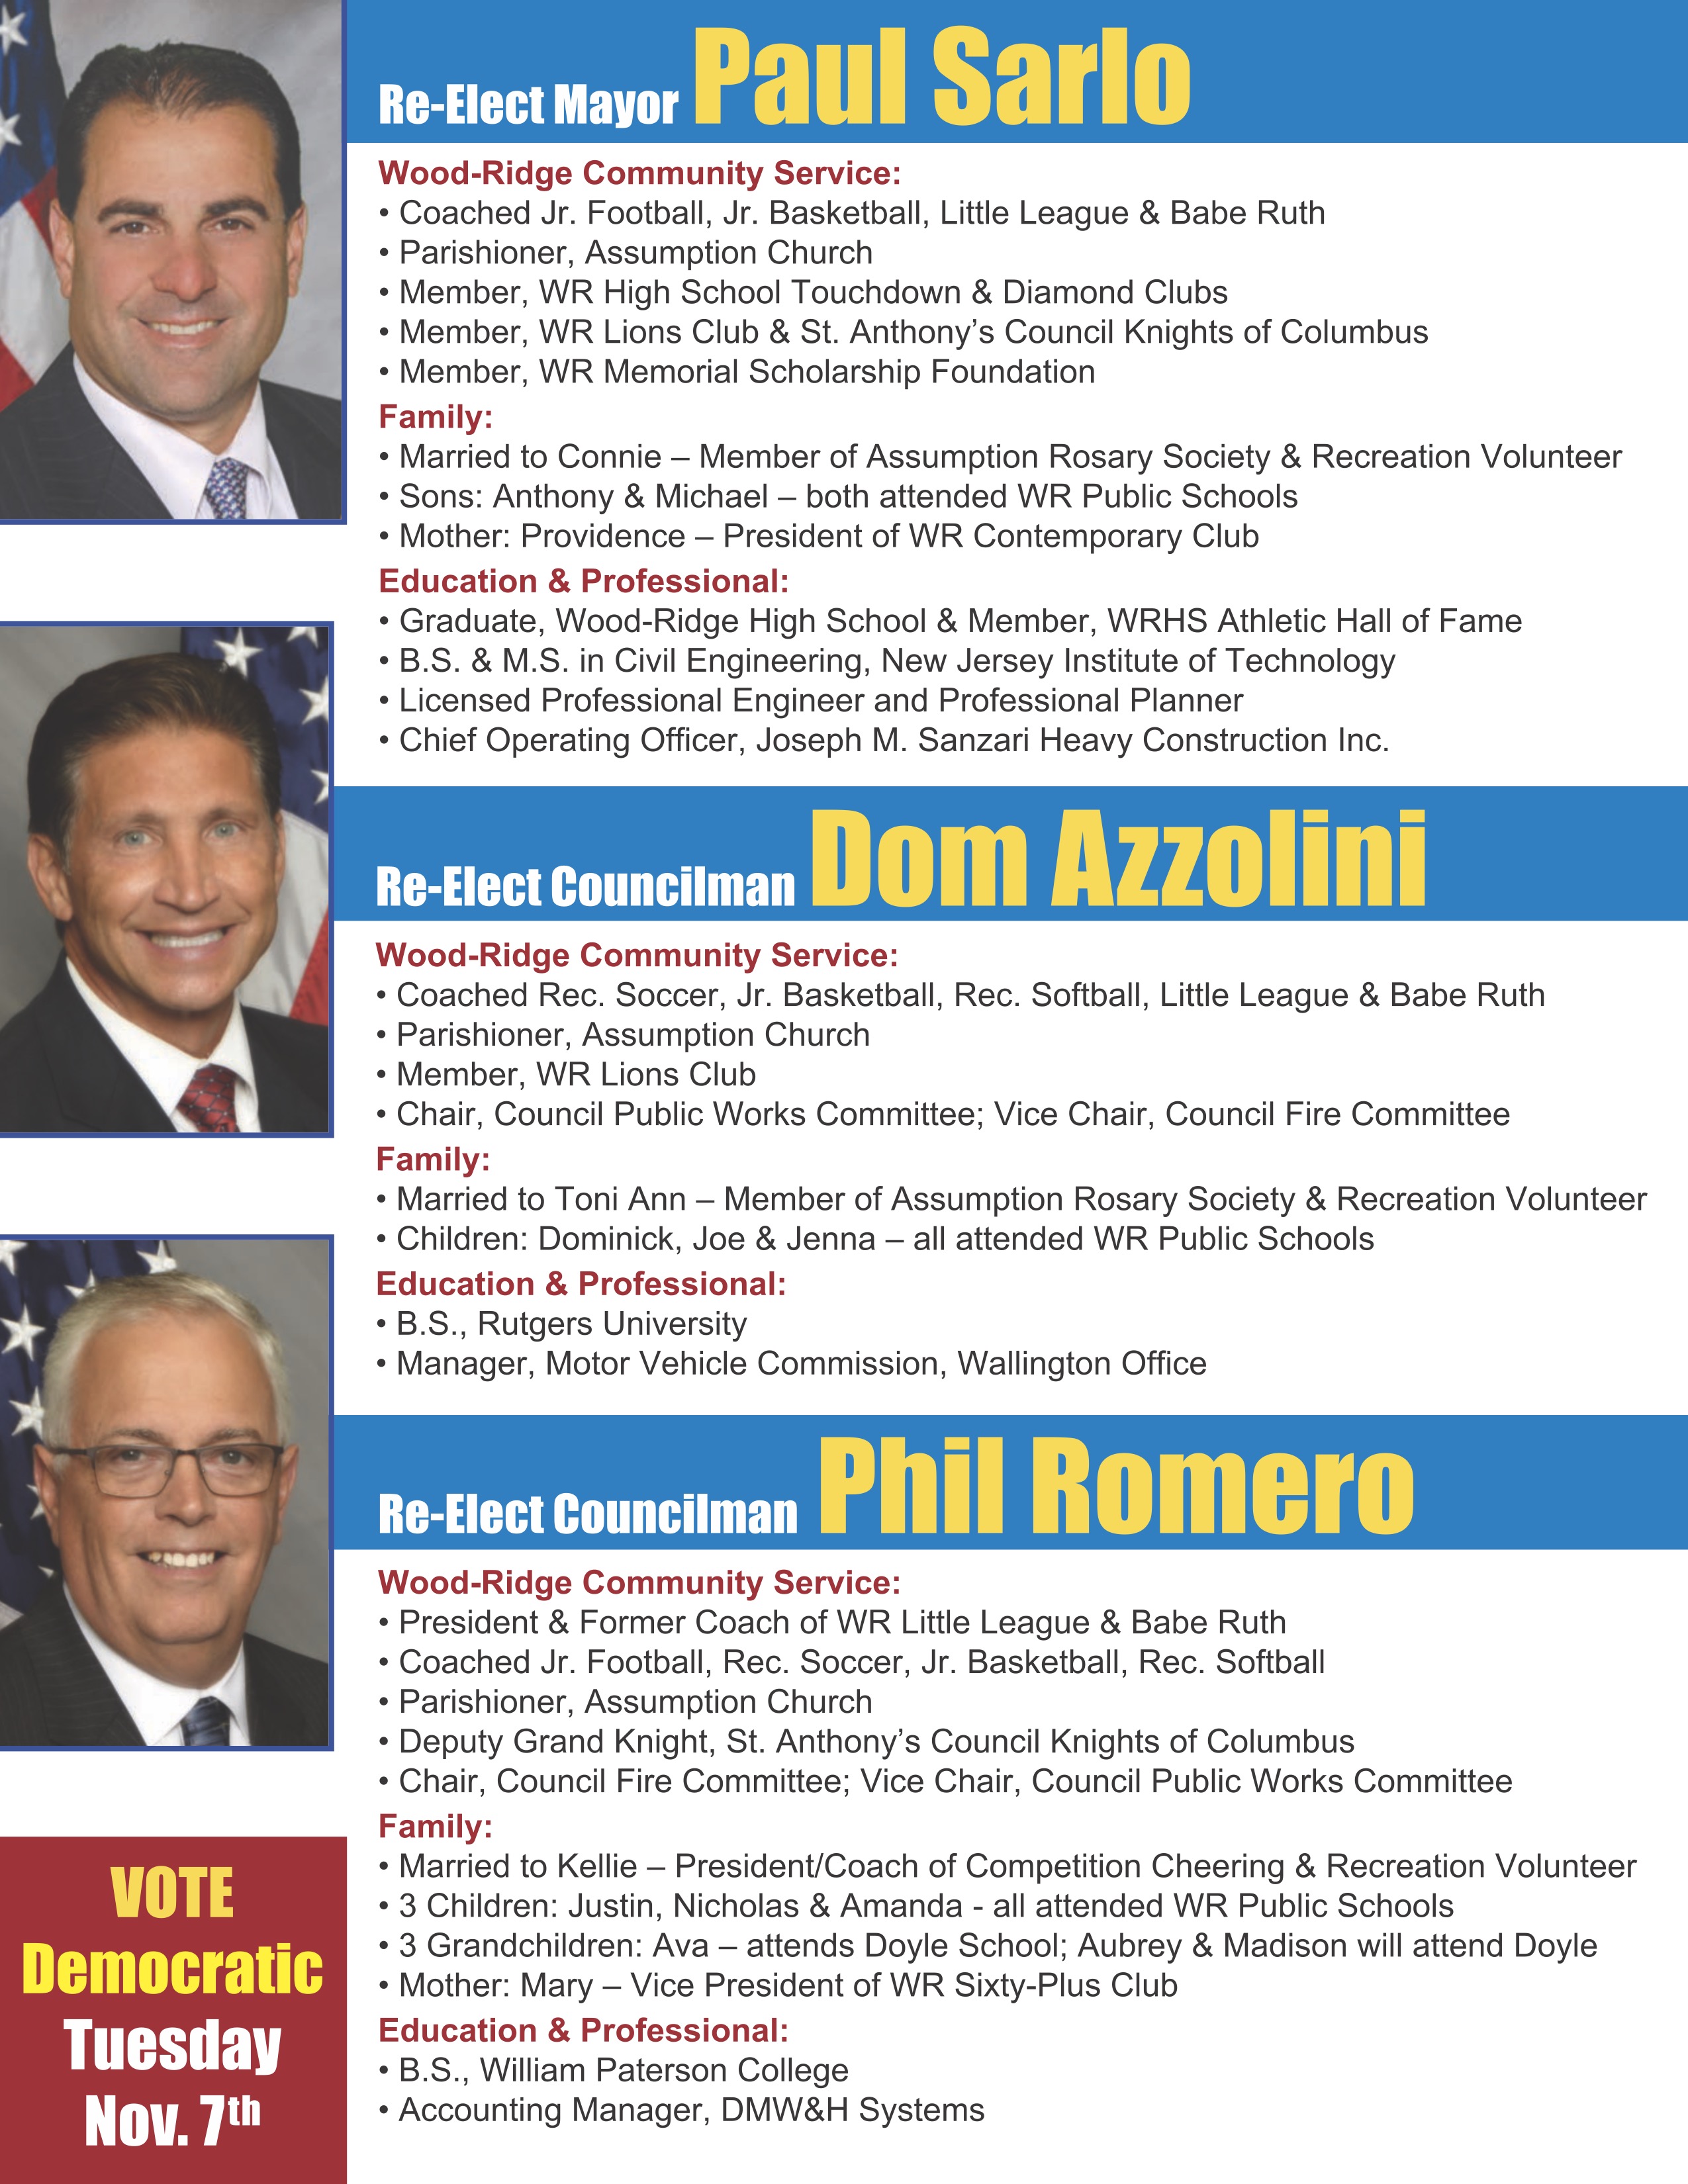 Re-Elect Mayor Paul Sarlo
Wood-Ridge Community Service:
• Coached Jr. Football, Jr. Basketball, Little League & Babe Ruth
• Parishioner, Assumption Church
• Member, WR High School Touchdown & Diamond Clubs
• Member, WR Lions Club & St. Anthony’s Council Knights of Columbus
• Member, WR Memorial Scholarship Foundation
Family:
• Married to Connie – Member of Assumption Rosary Society & Recreation Volunteer
• Sons: Anthony & Michael – both attended WR Public Schools
• Mother: Providence – President of WR Contemporary Club
Education & Professional:
• Graduate, Wood-Ridge High School & Member, WRHS Athletic Hall of Fame
• B.S. & M.S. in Civil Engineering, New Jersey Institute of Technology
• Licensed Professional Engineer and Professional Planner
• Chief Operating Officer, Joseph M. Sanzari Heavy Construction Inc.
Re-Elect Councilman Dom Azzolini
Wood-Ridge Community Service:
• Coached Rec. Soccer, Jr. Basketball, Rec. Softball, Little League & Babe Ruth
• Parishioner, Assumption Church
• Member, WR Lions Club
• Chair, Council Public Works Committee; Vice Chair, Council Fire Committee
Family:
• Married to Toni Ann – Member of Assumption Rosary Society & Recreation Volunteer
• Children: Dominick, Joe & Jenna – all attended WR Public Schools
Education & Professional:
• B.S., Rutgers University
• Manager, Motor Vehicle Commission, Wallington Office
Re-Elect Councilman Phil Romero
Wood-Ridge Community Service:
• President & Former Coach of WR Little League & Babe Ruth
• Coached Jr. Football, Rec. Soccer, Jr. Basketball, Rec. Softball
• Parishioner, Assumption Church
• Deputy Grand Knight, St. Anthony’s Council Knights of Columbus
• Chair, Council Fire Committee; Vice Chair, Council Public Works Committee
Family:
• Married to Kellie – President/Coach of Competition Cheering & Recreation Volunteer
• 3 Children: Justin, Nicholas & Amanda - all attended WR Public Schools
• 3 Grandchildren: Ava – attends Doyle School; Aubrey & Madison will attend Doyle
• Mother: Mary – Vice President of WR Sixty-Plus Club
Education & Professional:
• B.S., William Paterson College
• Accounting Manager, DMW&H Systems
VOTE
Democratic
Tuesday
Nov. 7th